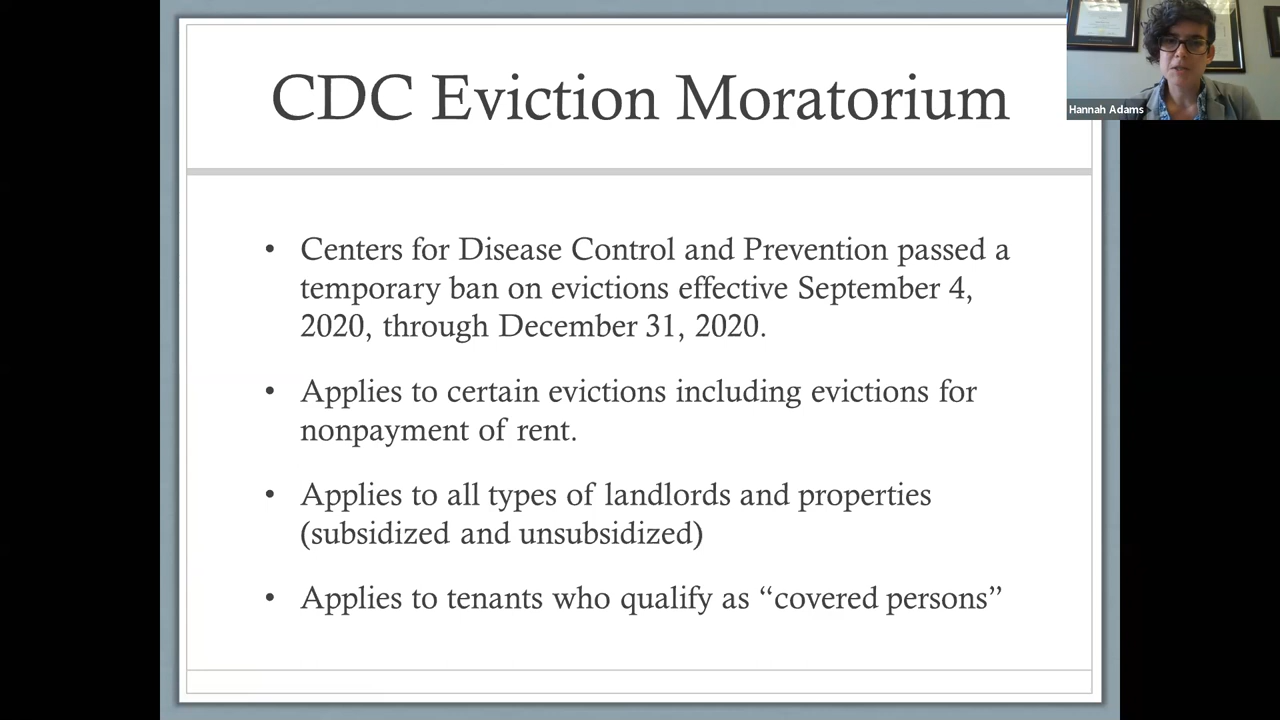 CDC Eviction Moratorium
Hannah Adams
• Centers for Disease Control and Prevention passed a
temporary ban on evictions effective September 4,
2020, through December 31, 2020.
• Applies to certain evictions including evictions for
nonpayment of rent.
• Applies to all types of landlords and properties
(subsidized and unsubsidized)
• Applies to tenants who qualify as “covered persons”